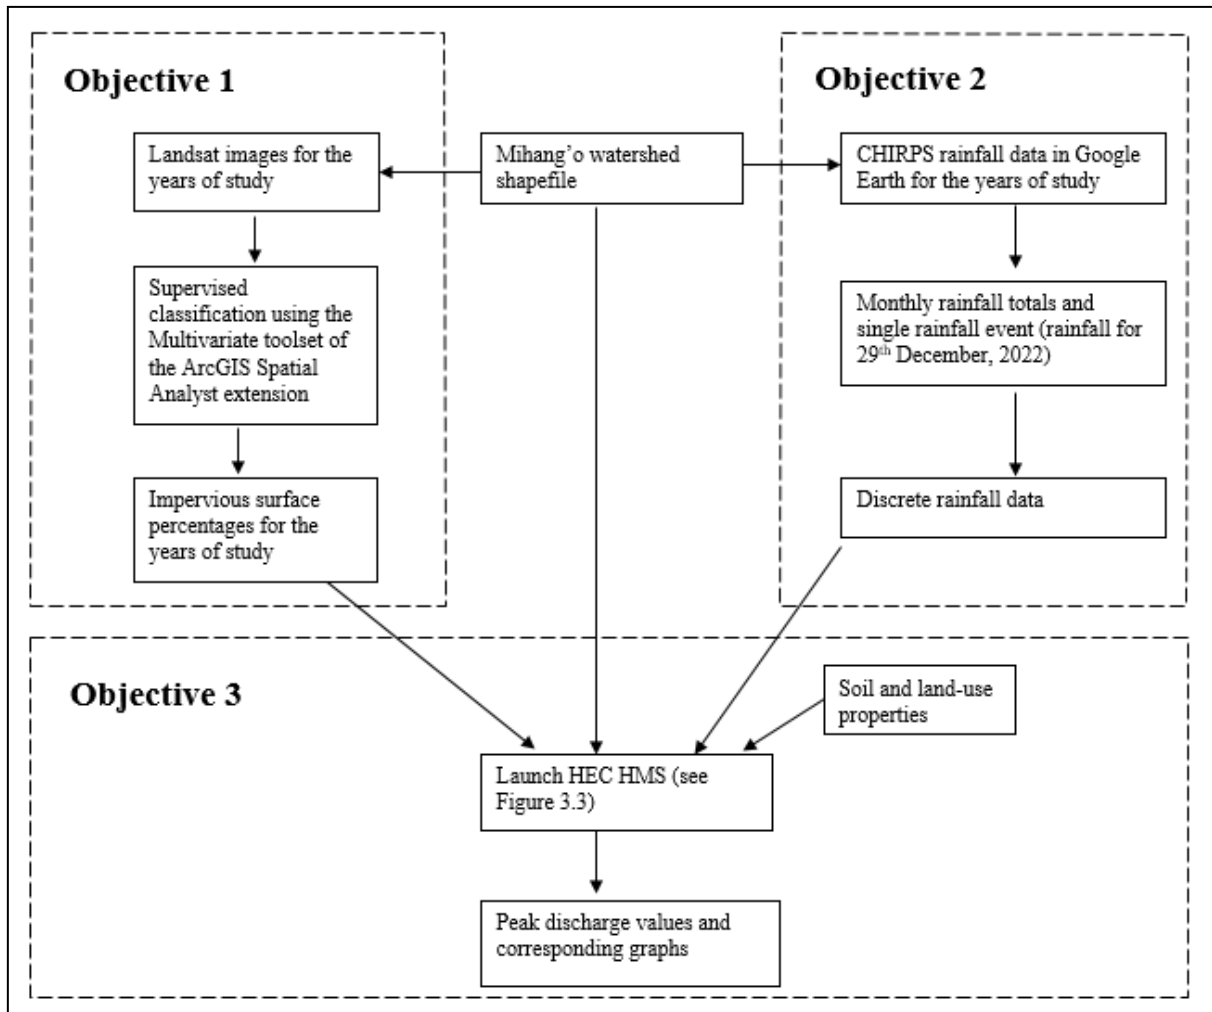 Objective 1
Landsat images for the
years of study
Supervised
classification using the
Multivariate toolset of
the ArcGIS Spatial
Analyst extension
Impervious surface
percentages for the
years of study
Mihang’o watershed
shapefile
Objective 2
CHIRPS rainfall data in Google
Earth for the years of study
Monthly rainfall totals and
single rainfall event (rainfall for
29th December, 2022)
Discrete rainfall data
Objective 3
Soil and land-use
properties
Launch HEC HMS (see
Figure 3.3)
Peak discharge values and
corresponding graphs